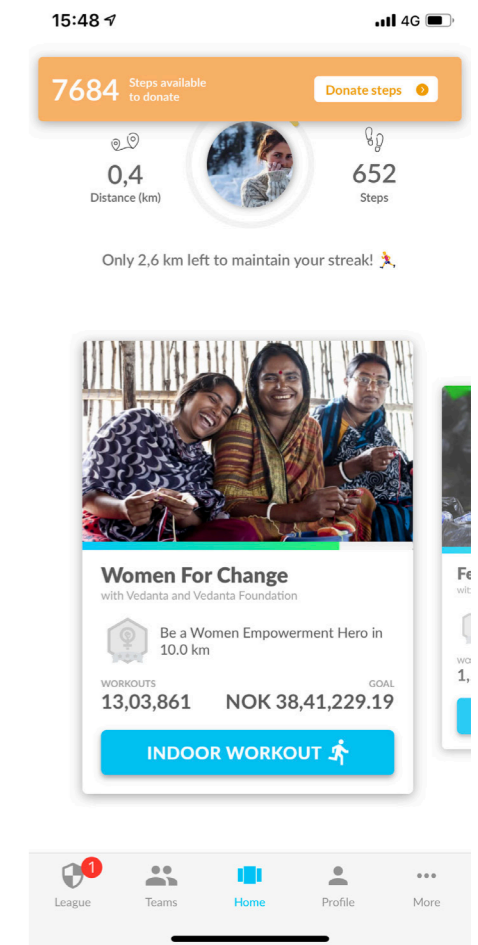 15:48
4G
7684
Steps available
to donate
Donate steps
0,4
Distance (km)
652
Steps
Only 2,6 km left to maintain your streak!
Women For Change
with Vedanta and Vedanta Foundation
Be a Women Empowerment Hero in
10.0 km
WORKOUTS
13,03,861
GOAL
NOK 38,41,229.19
INDOOR WORKOUT
Fe
wit
1,
1
League
Teams
Home
Profile
More